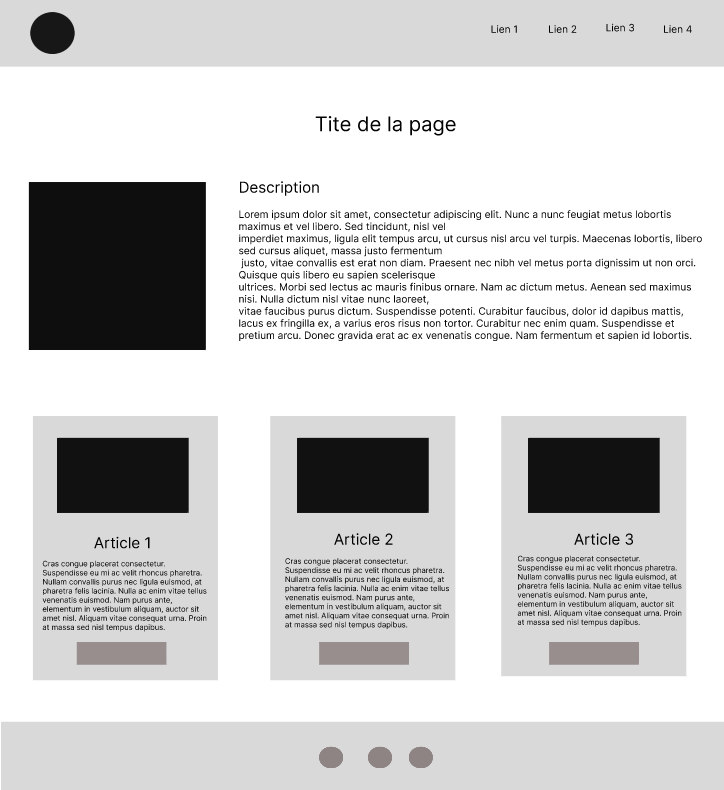 Lien 1 Lien 2 Lien 3 Lien 4
Tite de la page
Description
Lorem ipsum dolor sit amet, consectetur adipiscing elit. Nunc a nunc feugiat metus lobortis
maximus et vel libero. Sed tincidunt, nisl vel
imperdiet maximus, ligula elit tempus arcu, ut cursus nisl arcu vel turpis. Maecenas lobortis, libero
sed cursus aliquet, massa justo fermentum
justo, vitae convallis est erat non diam. Praesent nec nibh vel metus porta dignissim ut non orci.
Quisque quis libero eu sapien scelerisque
ultrices. Morbi sed lectus ac mauris finibus ornare. Nam ac dictum metus. Aenean sed maximus
nisi. Nulla dictum nisl vitae nunc laoreet,
vitae faucibus purus dictum. Suspendisse potenti. Curabitur faucibus, dolor id dapibus mattis,
lacus ex fringilla ex, a varius eros risus non tortor. Curabitur nec enim quam. Suspendisse et
pretium arcu. Donec gravida erat ac ex venenatis congue. Nam fermentum et sapien id lobortis.
Article 1
Cras congue placerat consectetur.
Suspendisse eu mi ac velit rhoncus pharetra.
Nullam convallis purus nec ligula euismod, at
pharetra felis lacinia. Nulla ac enim vitae tellus
venenatis euismod. Nam purus ante,
elementum in vestibulum aliquam, auctor sit
amet nisl. Aliquam vitae consequat urna. Proin
at massa sed nisl tempus dapibus.
Article 2
Cras congue placerat consectetur.
Suspendisse eu mi ac velit rhoncus pharetra.
Nullam convallis purus nec ligula euismod, at
pharetra felis lacinia. Nulla ac enim vitae tellus
venenatis euismod. Nam purus ante,
elementum in vestibulum aliquam, auctor sit
amet nisl. Aliquam vitae consequat urna. Proin
at massa sed nisl tempus dapibus.
Article 3
Cras congue placerat consectetur.
Suspendisse eu mi ac velit rhoncus pharetra.
Nullam convallis purus nec ligula euismod, at
pharetra felis lacinia. Nulla ac enim vitae tellus
venenatis euismod. Nam purus ante,
elementum in vestibulum aliquam, auctor sit
amet nisl. Aliquam vitae consequat urna. Proin
at massa sed nisl tempus dapibus.